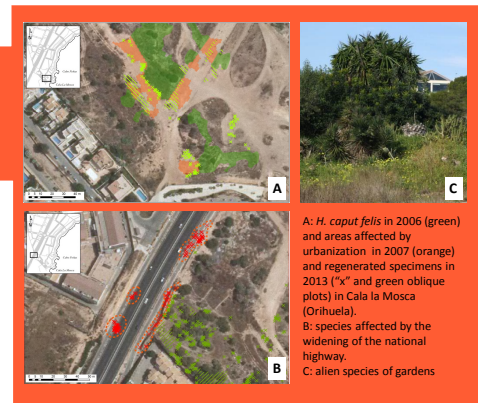 A
C
B
A: H. caput felis in 2006 (green)
and areas affected by
urbanization in 2007 (orange)
and regenerated specimens in
2013 ("x" and green oblique
plots) in Cala la Mosca
(Orihuela).
B: species affected by the
widening of the national
highway.
C: alien species of gardens